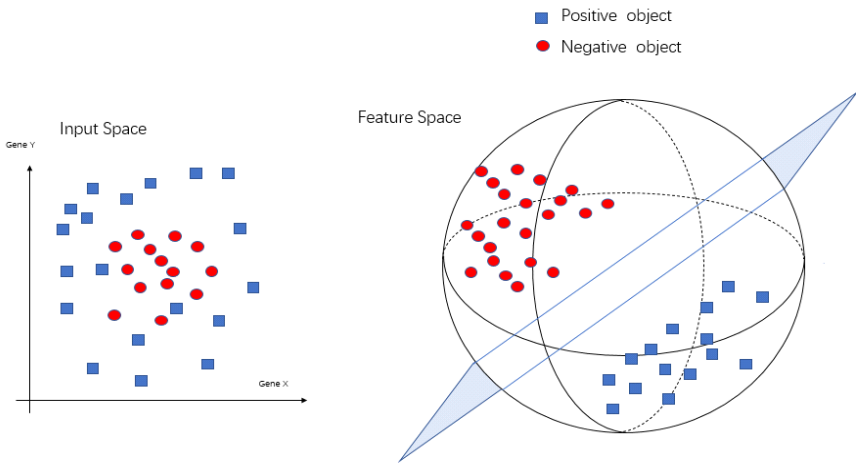 Positive object
Negative object
Input Space
Feature Space
Gene Y
Gene X